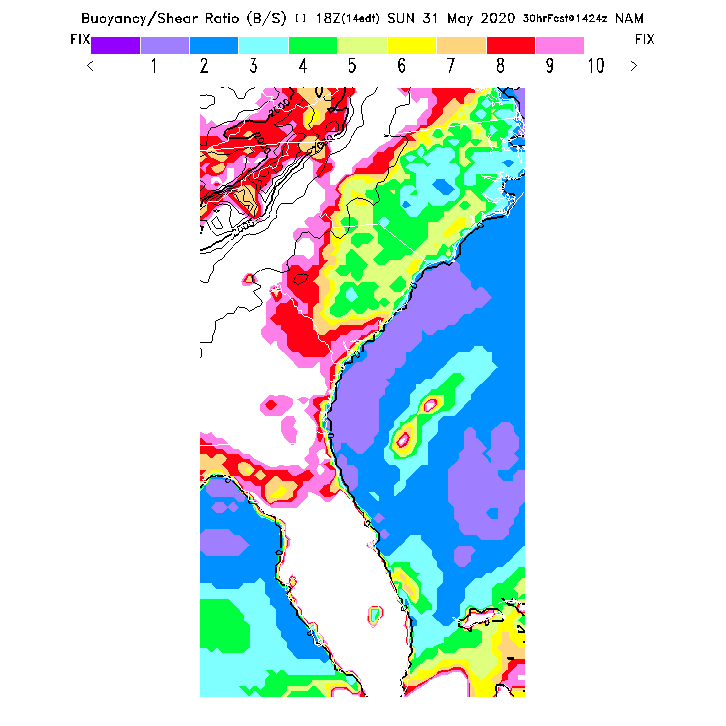 Buoyancy/Shear Ratio (B/S) [] 18Z(14edt) SUN 31 May 2020 30hrFcst@1424z NAM
FIX FIX
< 1 2 3 4 5 6 7 8 9 10 >